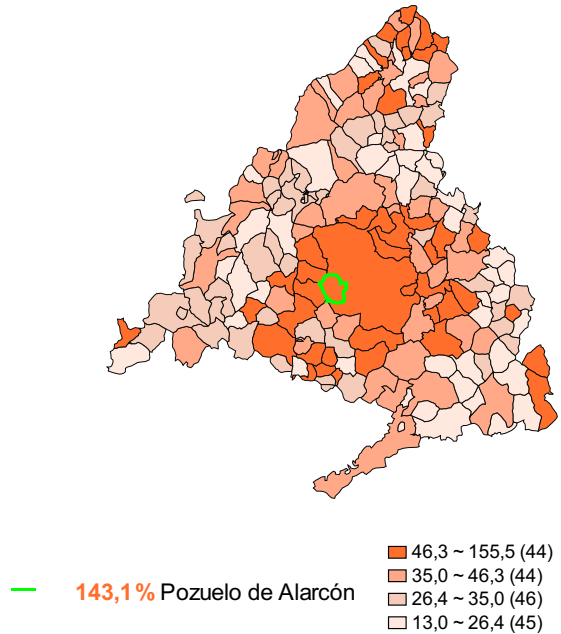 143,1% Pozuelo de Alarcón
46,3 ~ 155,5 (44)
35,0 ~ 46,3 (44)
26,4 ~ 35,0 (46)
13,0 ~ 26,4 (45)